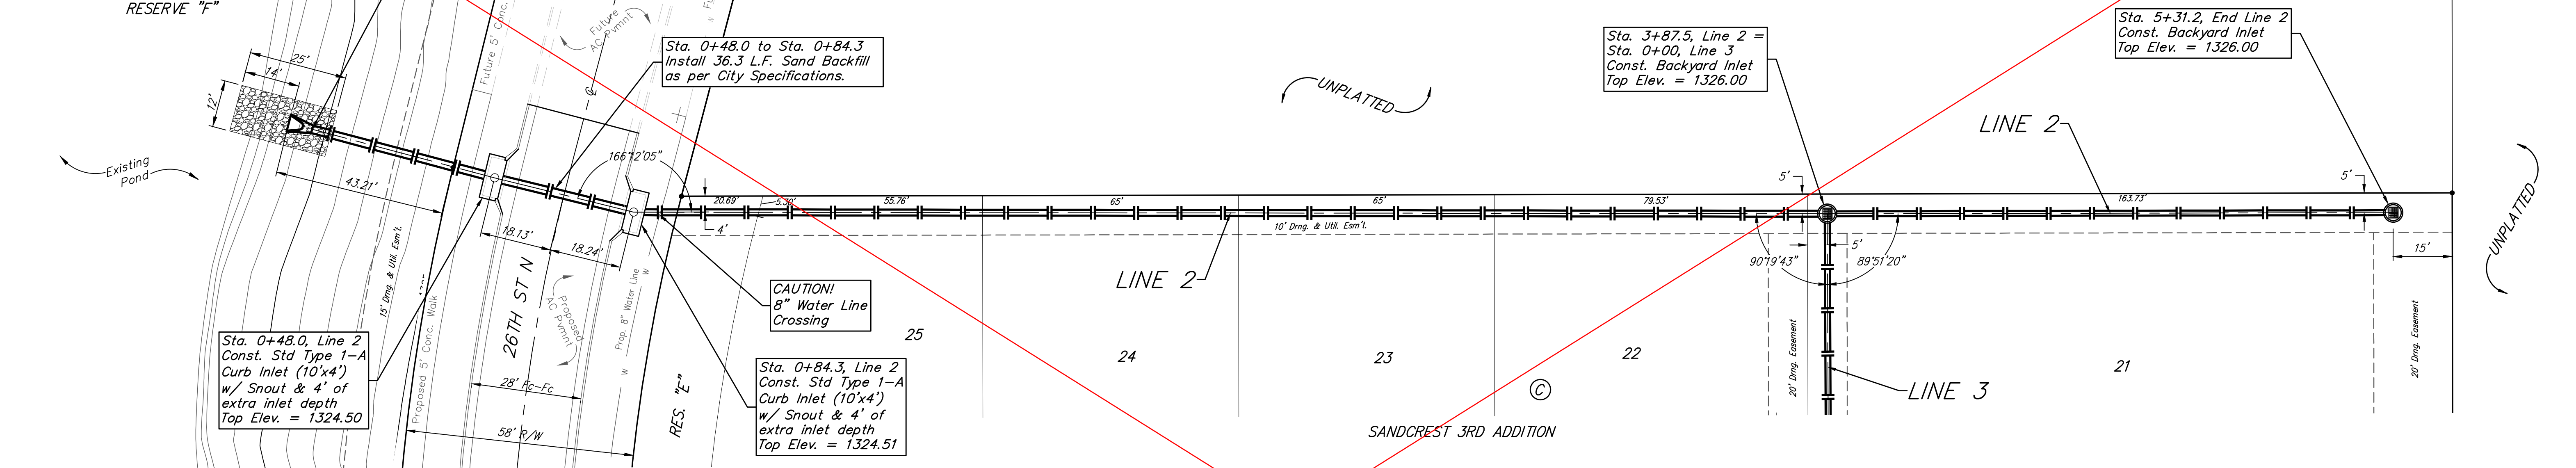 RESERVE "F"
25'
14'
12'
Existing
Pond
43.21'
15' Drng. & Util. Esm't.
Future 5' Conc.
Future
AC Pvmnt
Sta. 0+48.0 to Sta. 0+84.3
Install 36.3 L.F. Sand Backfill
as per City Specifications.
166°12'05"
18.13'
18.24'
26TH ST N
Proposed
AC Pvmnt
Prop. 8" Water Line
Proposed 5' Conc. Walk
28' Fc-Fc
58' R/W
RES. "E"
Sta. 0+48.0, Line 2
Const. Std Type 1-A
Curb Inlet (10'x4')
w/ Snout & 4' of
extra inlet depth
Top Elev. = 1324.50
CAUTION!
8" Water Line
Crossing
Sta. 0+84.3, Line 2
Const. Std Type 1-A
Curb Inlet (10'x4')
w/ Snout & 4' of
extra inlet depth
Top Elev. = 1324.51
20.69'
55.76'
65'
65'
79.53'
163.73'
4'
UNPLATTED
LINE 2
10' Drng. & Util. Esm't.
25
24
23
22
21
C
SANDCREST 3RD ADDITION
Sta. 3+87.5, Line 2 =
Sta. 0+00, Line 3
Const. Backyard Inlet
Top Elev. = 1326.00
5'
5'
90°19'43"
89°51'20"
20' Drng. Easement
LINE 3
LINE 2
Sta. 5+31.2, End Line 2
Const. Backyard Inlet
Top Elev. = 1326.00
5'
15'
20' Drng. Easement
UNPLATTED